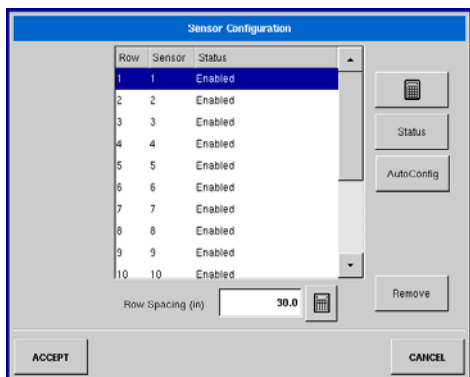 Sensor Configuration
Row Sensor Status
1 1 Enabled
2 2 Enabled
3 3 Enabled
4 4 Enabled
5 5 Enabled
6 6 Enabled
7 7 Enabled
8 8 Enabled
9 9 Enabled
10 10 Enabled
Status
AutoConfig
Remove
Row Spacing (in) 30.0
ACCEPT
CANCEL